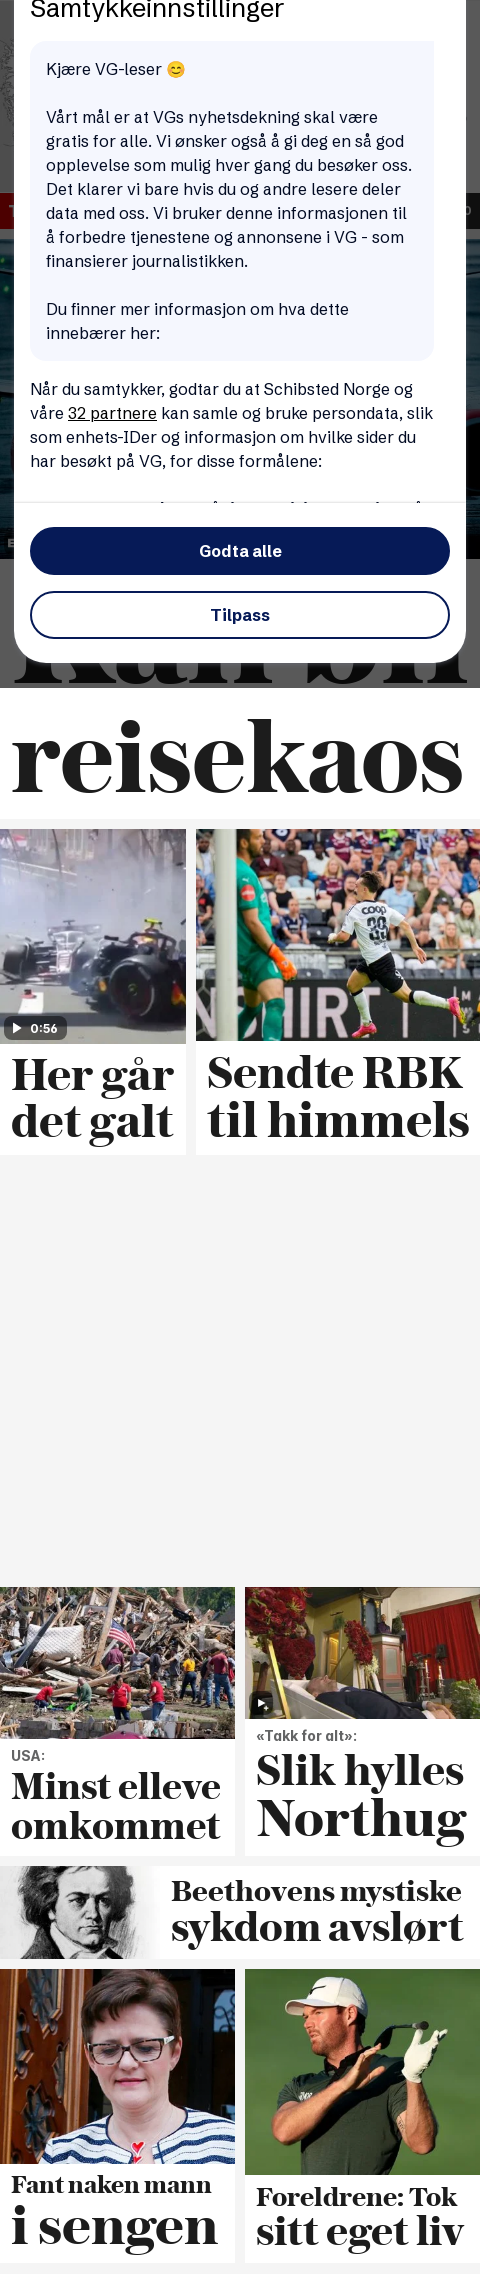 Samtykkeinnstillinger
Kjære VG-leser 😊
Vårt mål er at VGs nyhetsdekning skal være
gratis for alle. Vi ønsker også å gi deg en så god
opplevelse som mulig hver gang du besøker oss.
Det klarer vi bare hvis du og andre lesere deler
data med oss. Vi bruker denne informasjonen til
å forbedre tjenestene og annonsene i VG - som
finansierer journalistikken.
Du finner mer informasjon om hva dette
innebærer her:
Når du samtykker, godtar du at Schibsted Norge og
våre 32 partnere kan samle og bruke persondata, slik
som enhets-IDer og informasjon om hvilke sider du
har besøkt på VG, for disse formålene:
Godta alle
Tilpass
Kan bli
reisekaos
0:56
coop
39
Her går
det galt
Sendte RBK
til himmels
USA:
Minst elleve
omkommet
«Takk for alt»:
Slik hylles
Northug
Beethovens mystiske
sykdom avslørt
Fant naken mann
i sengen
Foreldrene: Tok
sitt eget liv